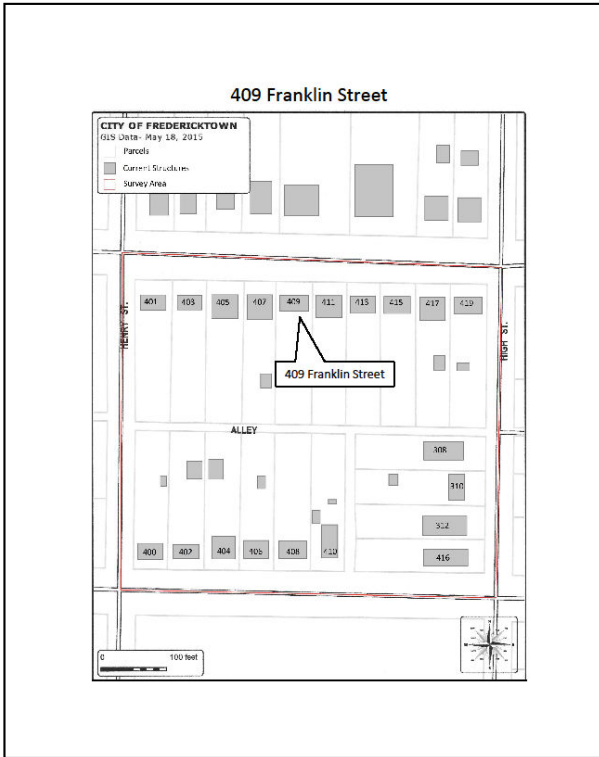 409 Franklin Street
CITY OF FREDERICKTOWN
GIS Data- May 18, 2015
Parcels
Current Structures
Survey Area
HENRY ST.
HIGH ST.
401 403 405 407 409 411 413 415 417 419
409 Franklin Street
ALLEY
308
310
312
400 402 404 406 408 410 416
0 100 feet
N